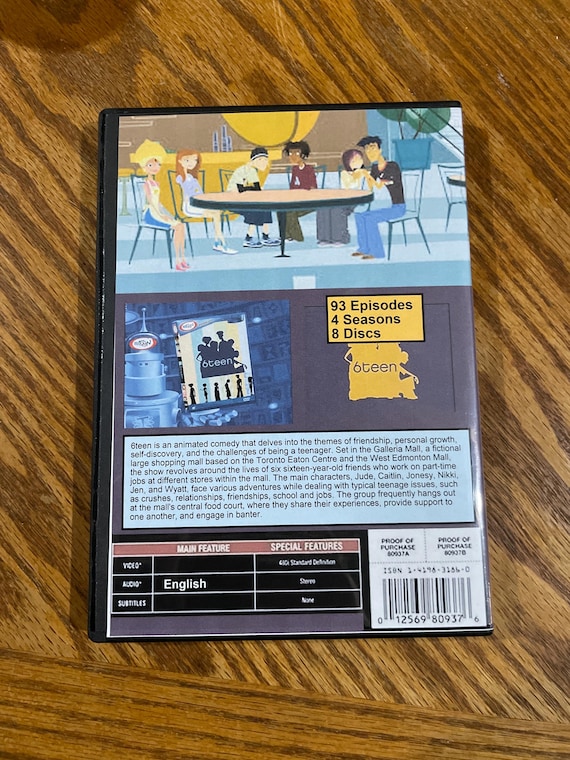 93 Episodes
4 Seasons
8 Discs
6teen
6teen
6teen is an animated comedy that delves into the themes of friendship, personal growth,
self-discovery, and the challenges of being a teenager. Set in the Galleria Mall, a fictional
large shopping mall based on the Toronto Eaton Centre and the West Edmonton Mall,
the show revolves around the lives of six sixteen-year-old friends who work on part-time
jobs at different stores within the mall. The main characters, Jude, Caitlin, Jonesy, Nikki,
Jen, and Wyatt, face various adventures while dealing with typical teenage issues, such
as crushes, relationships, friendships, school and jobs. The group frequently hangs out
at the mall's central food court, where they share their experiences, provide support to
one another, and engage in banter.
MAIN FEATURE SPECIAL FEATURES
VIDEO* 480i Standard Definition
AUDIO* English Stereo
SUBTITLES None
PROOF OF PURCHASE 80937A
PROOF OF PURCHASE 80937B
ISBN 1-4198-3186-0
0 12569 80937 6